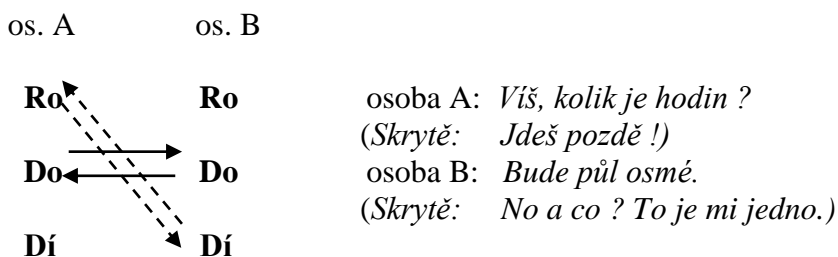 os. A os. B
Ro Ro osoba A: Víš, kolik je hodin ?
(Skrytě: Jdeš pozdě !)
Do Do osoba B: Bude půl osmé.
(Skrytě: No a co ? To je mi jedno.)
Dí Dí